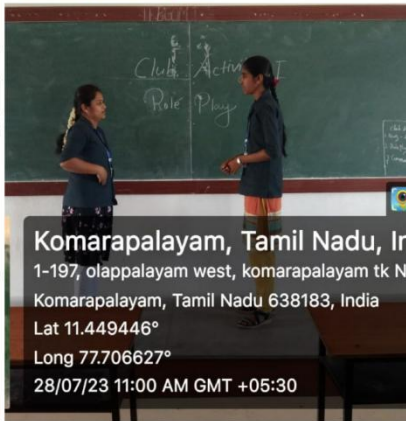 Club Activ I
Role Play
Komarapalayam, Tamil Nadu, In
1-197, olappalayam west, komarapalayam tk N
Komarapalayam, Tamil Nadu 638183, India
Lat 11.449446°
Long 77.706627°
28/07/23 11:00 AM GMT +05:30